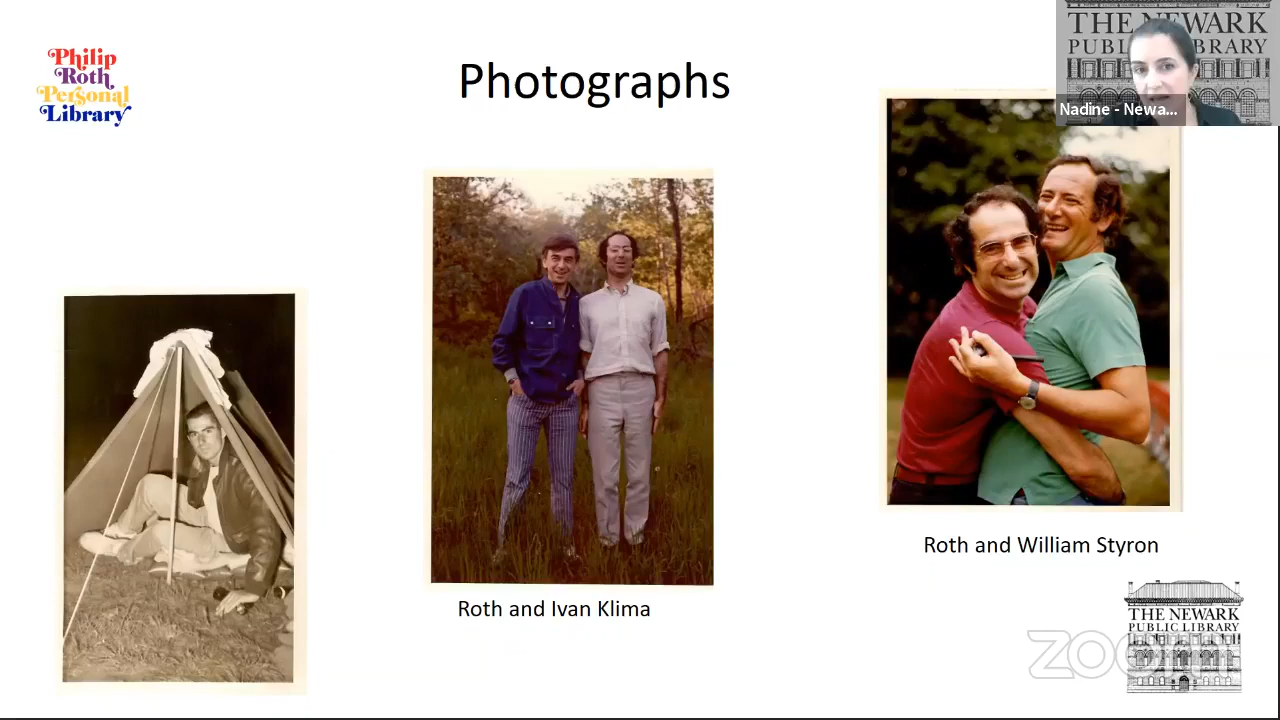 Philip
Roth
Personal
Library
Photographs
THE NEWARK
PUBLIC LIBRARY
Nadine - Newa...
Roth and William Styron
Roth and Ivan Klima
THE NEWARK
PUBLIC LIBRARY
zoom